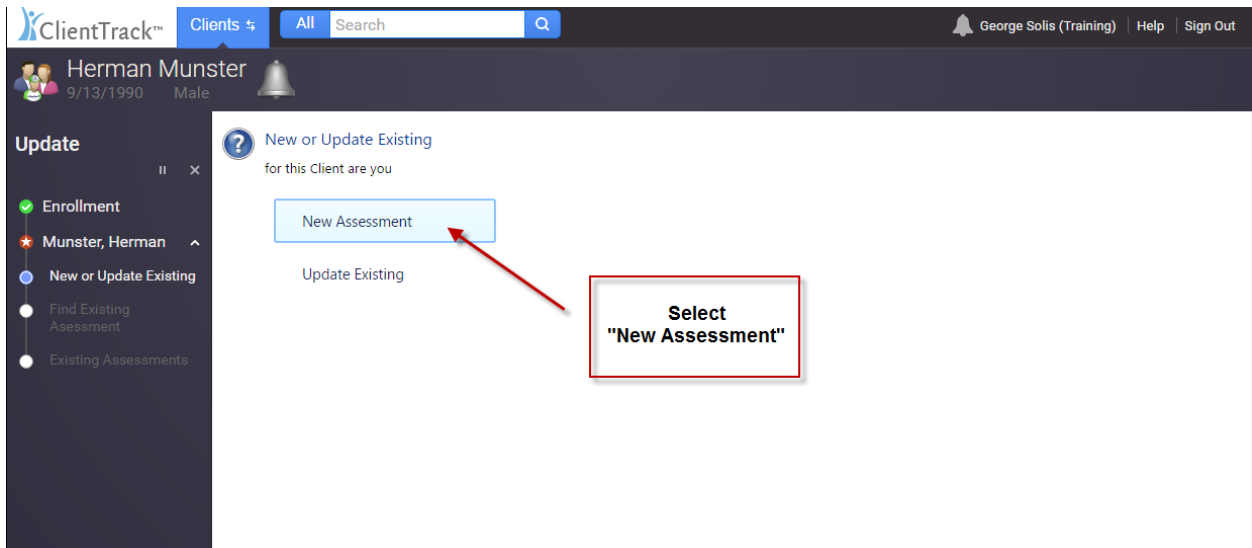 ClientTrack™ Clients All Search George Solis (Training) Help Sign Out
Herman Munster
9/13/1990 Male
Update
Enrollment
Munster, Herman
New or Update Existing
Find Existing
Asessment
Existing Assessments
New or Update Existing
for this Client are you
New Assessment
Update Existing
Select
"New Assessment"